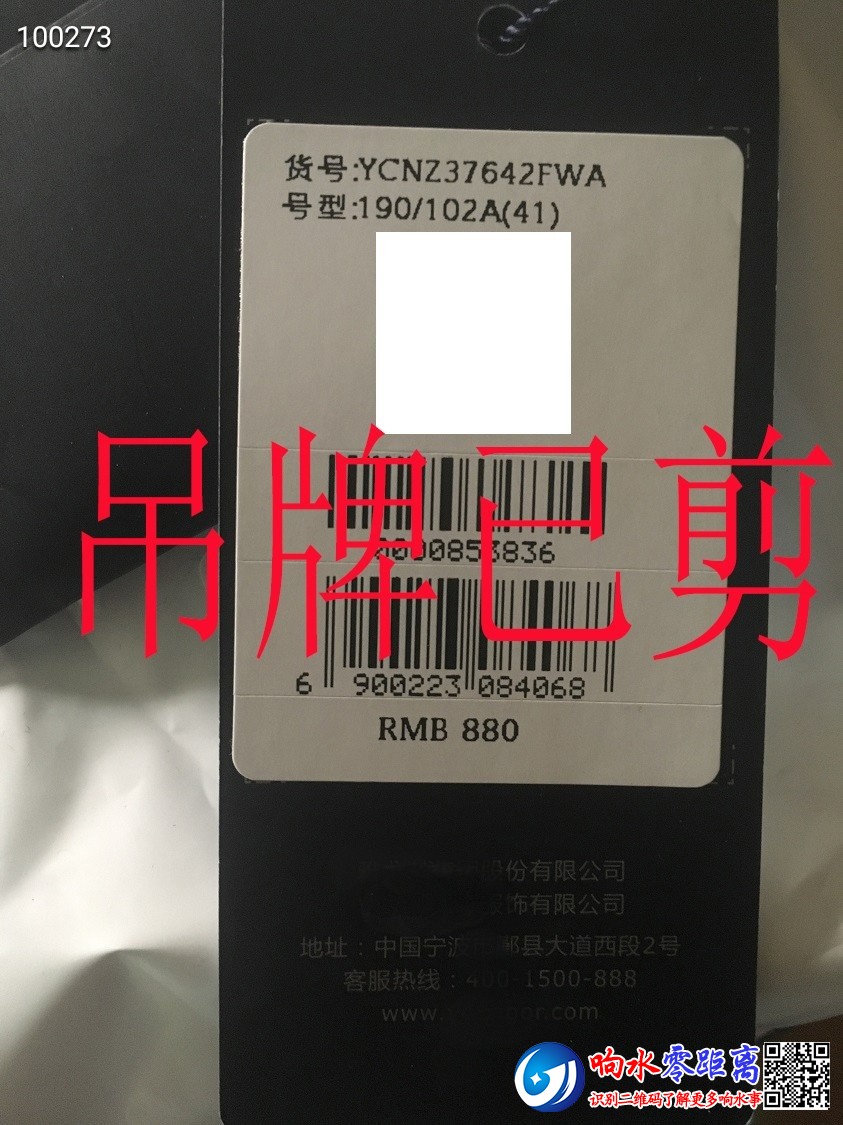 100273
货号:YCNZ37642FWA
号型:190/102A(41)
吊牌已剪
0000853836
6 900223 084068
RMB 880
股份有限公司
服饰有限公司
地址：中国宁波鄞县大道西段2号
客服热线：400-1500-888
响水零距离
识别二维码了解更多响水事